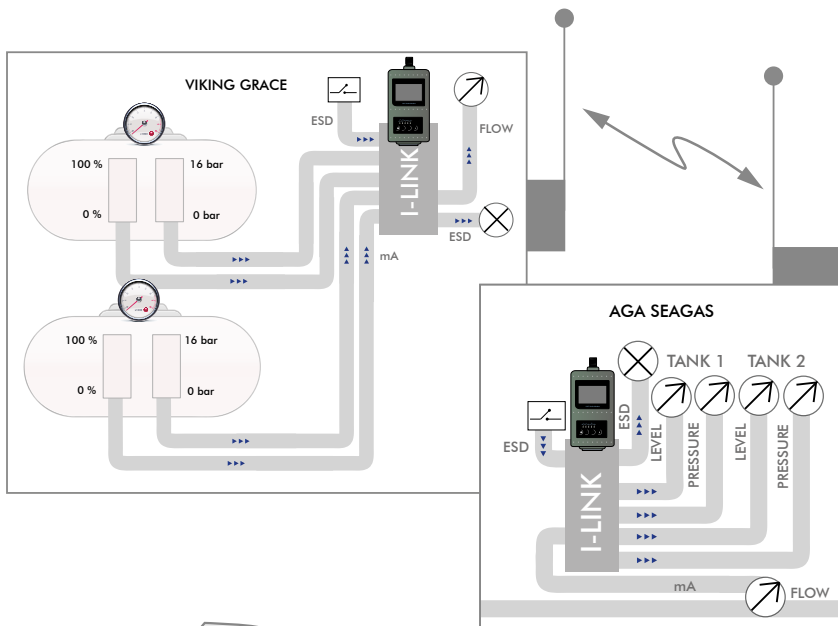 VIKING GRACE
ESD
FLOW
I-LINK
100 %
16 bar
0 %
0 bar
ESD
mA
100 %
16 bar
0 %
0 bar
AGA SEAGAS
TANK 1
TANK 2
ESD
ESD
LEVEL
PRESSURE
LEVEL
PRESSURE
I-LINK
mA
FLOW